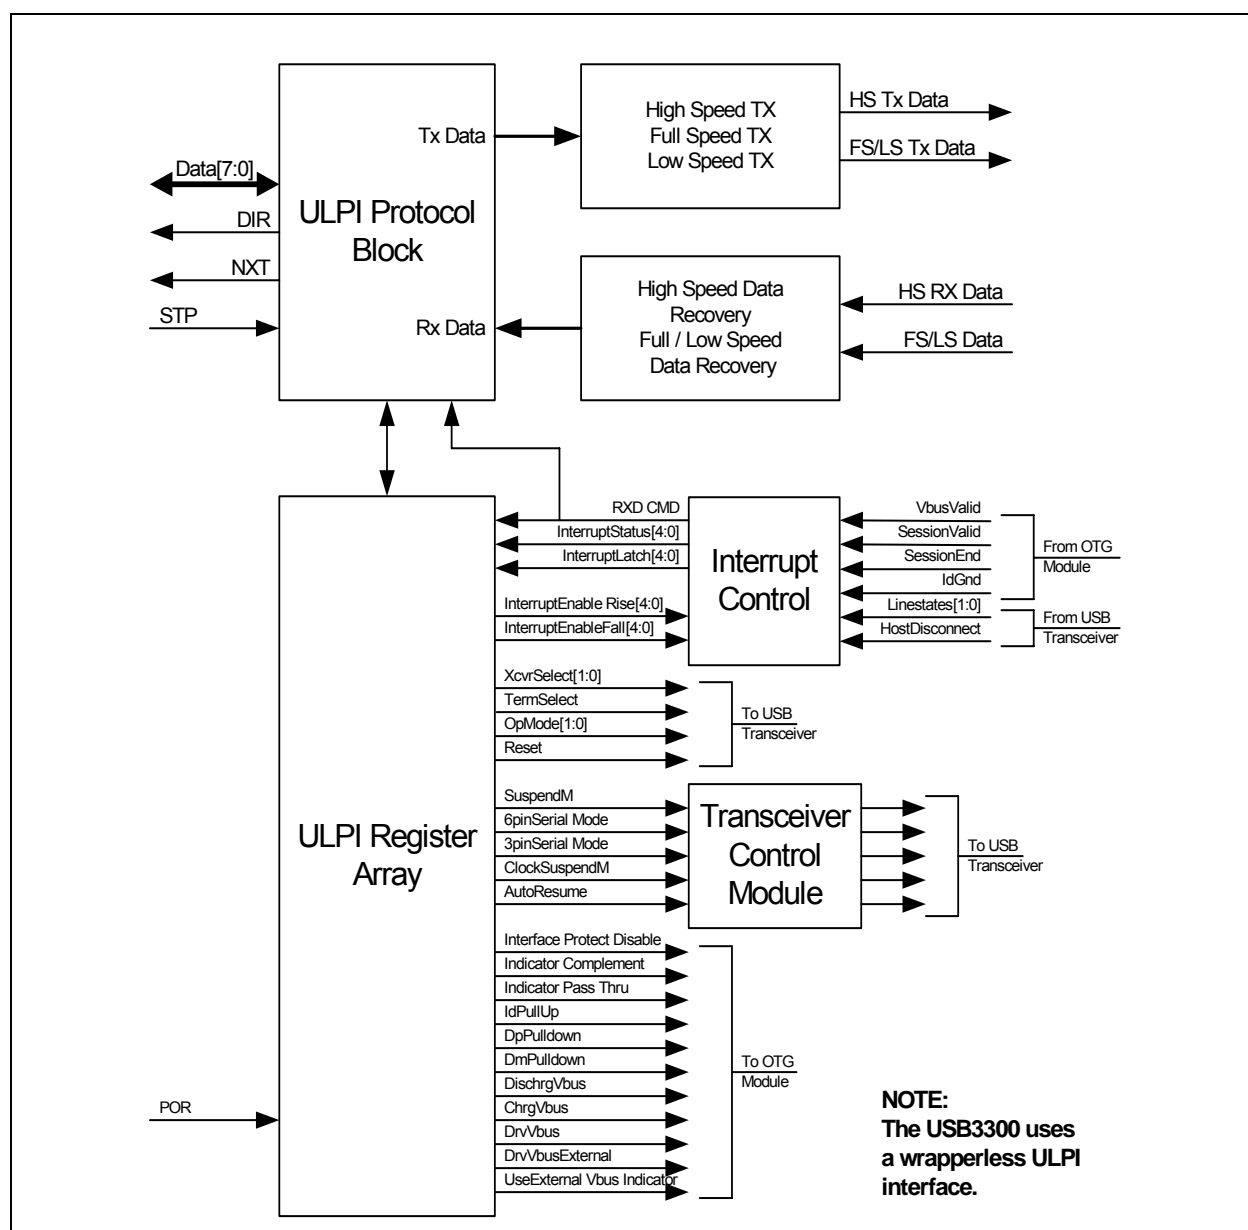 High Speed TX
Full Speed TX
Low Speed TX
HS Tx Data
FS/LS Tx Data
Tx Data
Data[7:0]
DIR
NXT
STP
ULPI Protocol
Block
Rx Data
High Speed Data
Recovery
Full / Low Speed
Data Recovery
HS RX Data
FS/LS Data
RXD CMD
InterruptStatus[4:0]
InterruptLatch[4:0]
InterruptEnable Rise[4:0]
InterruptEnableFall[4:0]
Interrupt
Control
VbusValid
SessionValid
SessionEnd
IdGnd
Linestates[1:0]
HostDisconnect
From OTG
Module
From USB
Transceiver
XcvrSelect[1:0]
TermSelect
OpMode[1:0]
Reset
To USB
Transceiver
ULPI Register
Array
SuspendM
6pinSerial Mode
3pinSerial Mode
ClockSuspendM
AutoResume
Transceiver
Control
Module
To USB
Transceiver
Interface Protect Disable
Indicator Complement
Indicator Pass Thru
IdPullUp
DpPulldown
DmPulldown
DischrgVbus
ChrgVbus
DrvVbus
DrvVbusExternal
UseExternal Vbus Indicator
To OTG
Module
POR
NOTE:
The USB3300 uses
a wrapperless ULPI
interface.